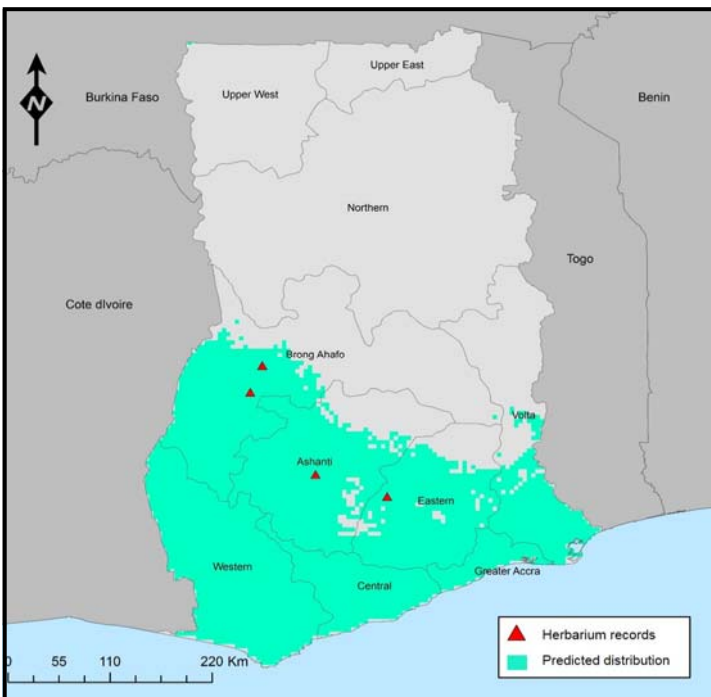 Upper East
N
Burkina Faso
Upper West
Benin
Northern
Togo
Cote dIvoire
Brong Ahafo
Volta
Ashanti
Eastern
Western
Greater Accra
Central
Herbarium records
Predicted distribution
0 55 110 220 Km